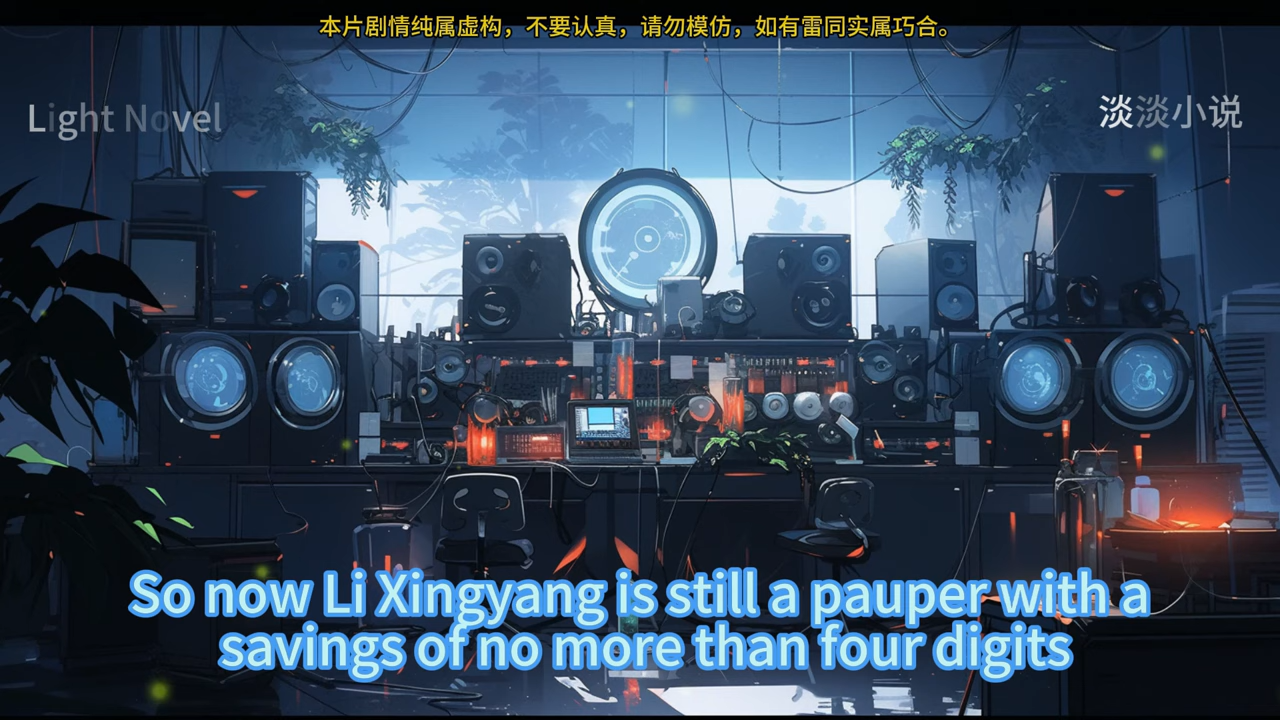 本片剧情纯属虚构，不要认真，请勿模仿，如有雷同实属巧合。
Light Novel
淡淡小说
So now Li Xingyang is still a pauper with a
savings of no more than four digits